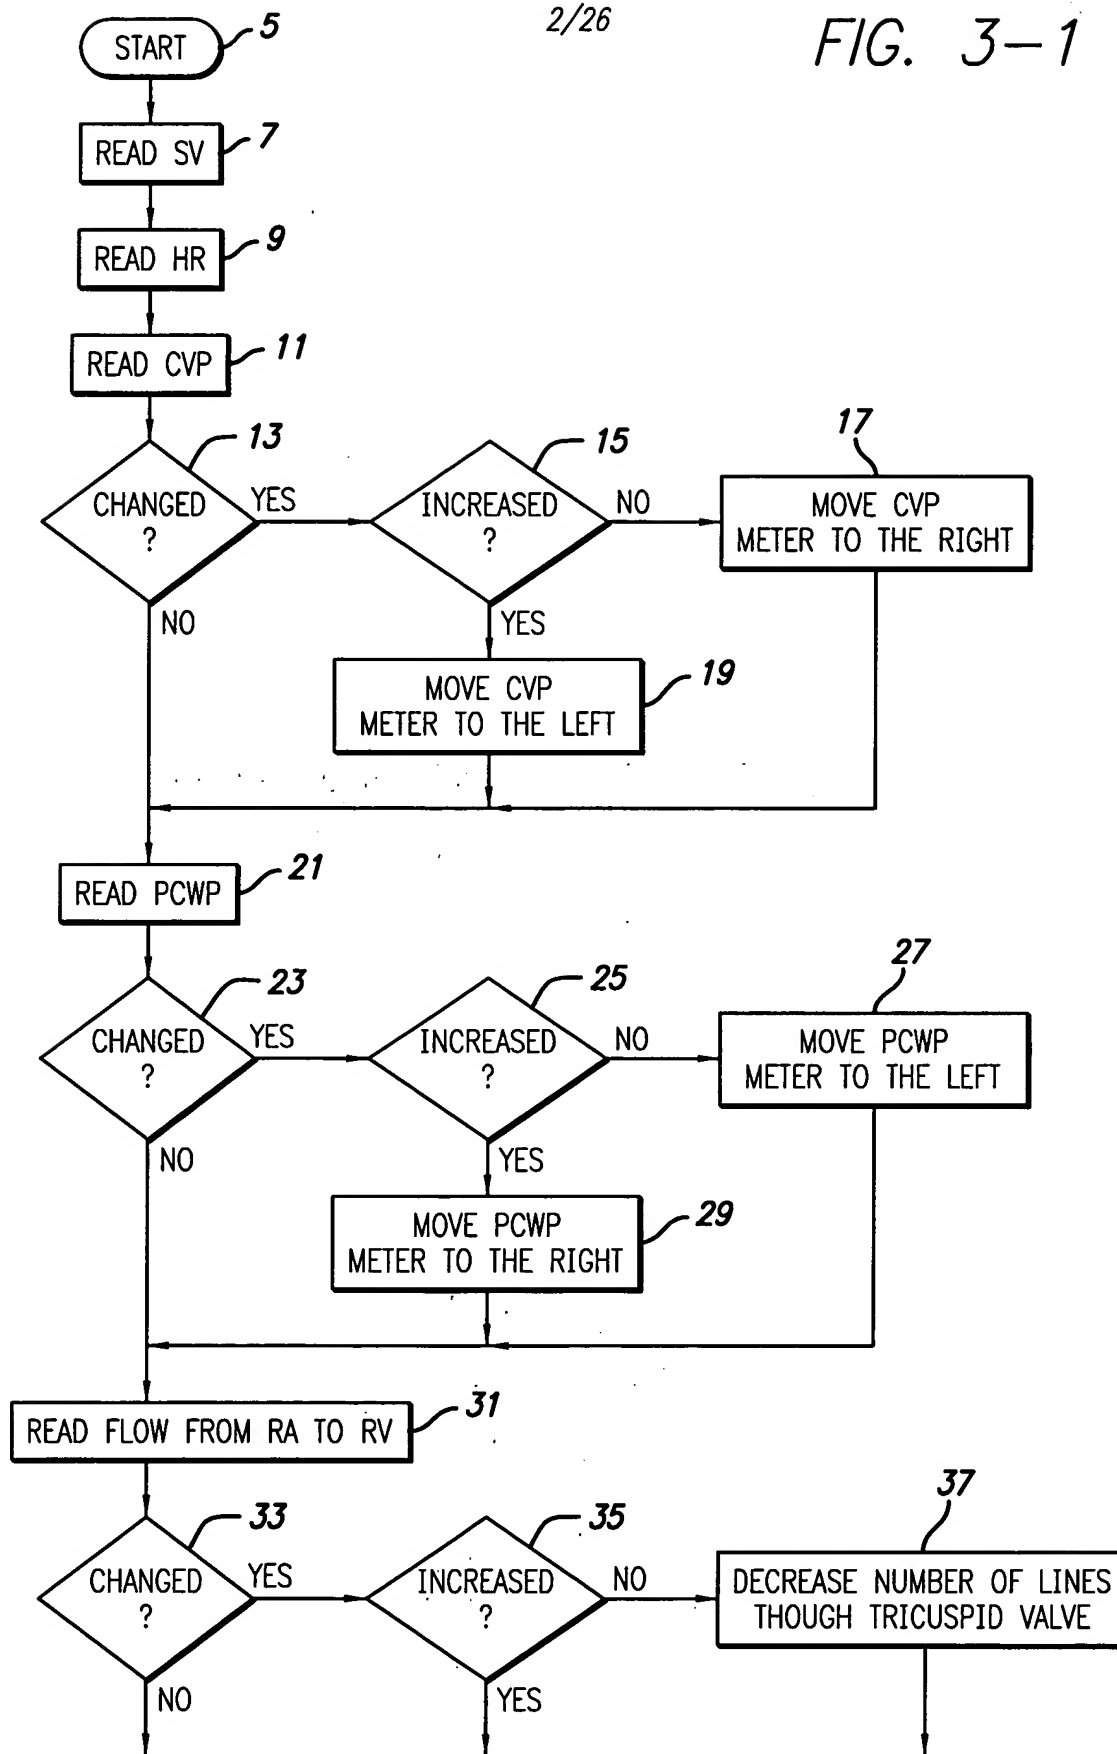 2/26
FIG. 3-1
START
5
READ SV
7
READ HR
9
READ CVP
11
CHANGED
?
13
YES
NO
INCREASED
?
15
NO
YES
MOVE CVP
METER TO THE RIGHT
17
MOVE CVP
METER TO THE LEFT
19
READ PCWP
21
CHANGED
?
23
YES
NO
INCREASED
?
25
NO
YES
MOVE PCWP
METER TO THE LEFT
27
MOVE PCWP
METER TO THE RIGHT
29
READ FLOW FROM RA TO RV
31
CHANGED
?
33
YES
NO
INCREASED
?
35
NO
YES
DECREASE NUMBER OF LINES
THOUGH TRICUSPID VALVE
37